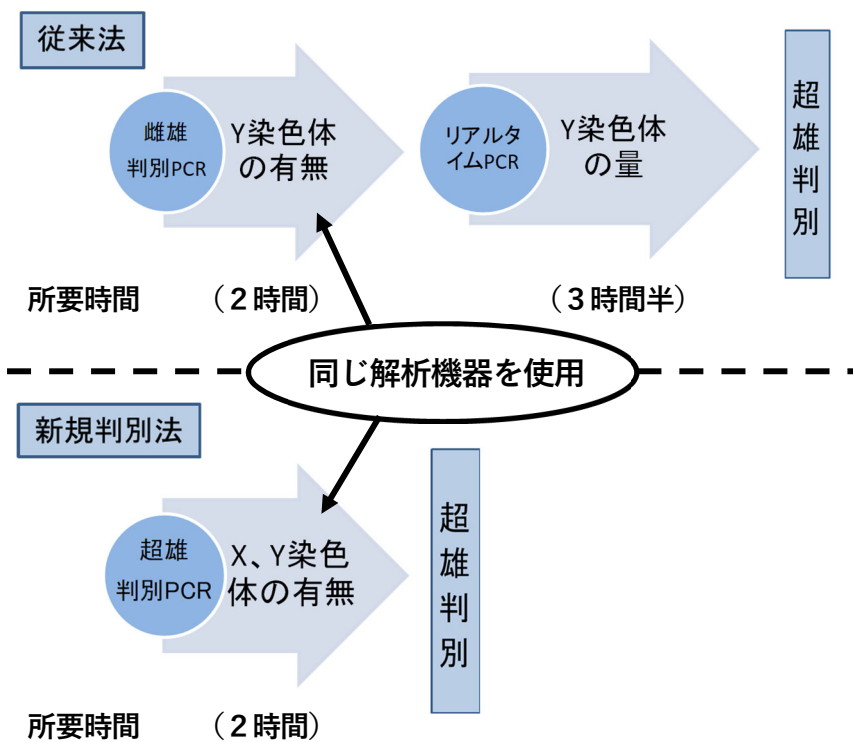 従来法
雌雄
判別PCR
Y染色体
の有無
リアルタ
イムPCR
Y染色体
の量
超雄判別
所要時間
（２時間）
（３時間半）
同じ解析機器を使用
新規判別法
超雄
判別PCR
X、Y染色
体の有無
超雄判別
所要時間
（２時間）